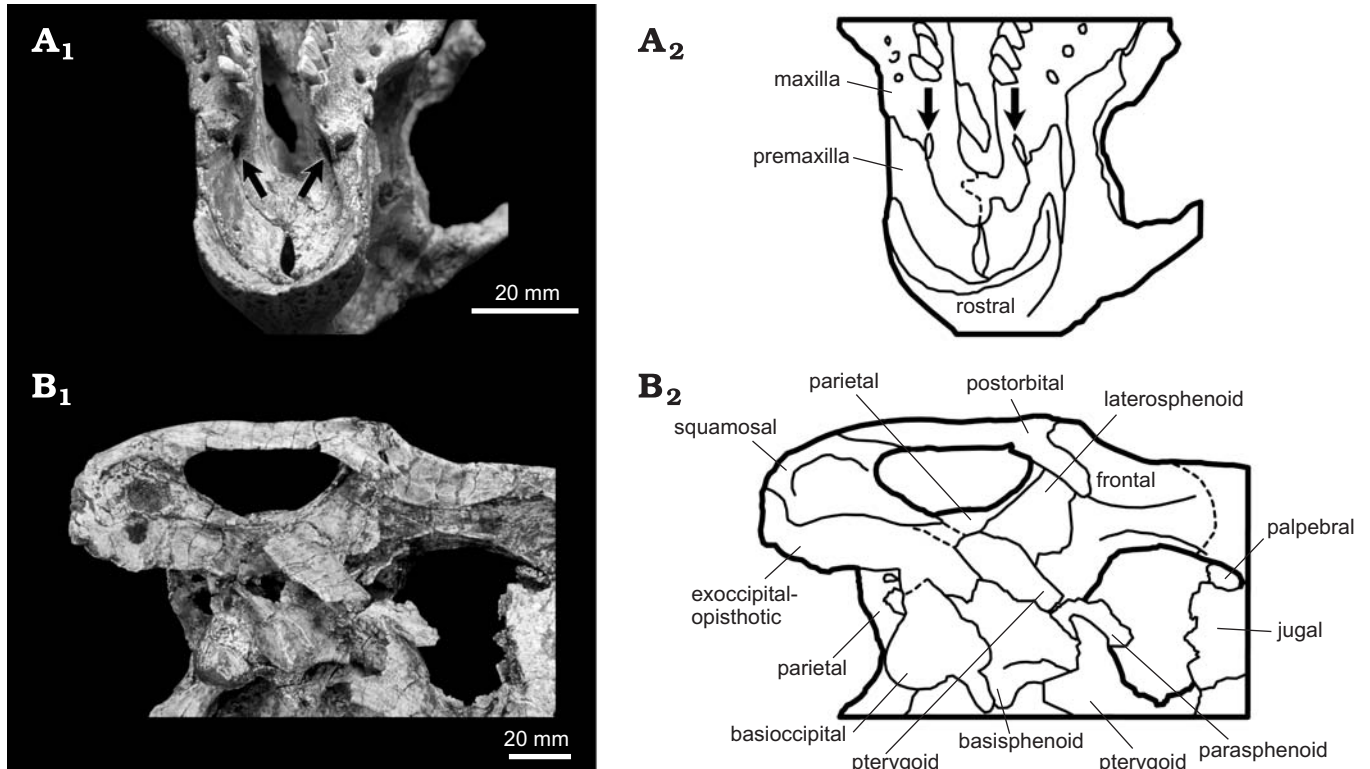 A1
20 mm
A2
maxilla
premaxilla
rostral
B1
20 mm
B2
parietal
postorbital
laterosphenoid
squamosal
frontal
palpebral
exoccipital-
opisthotic
jugal
parietal
basioccipital
pterygoid
basisphenoid
pterygoid
parasphenoid